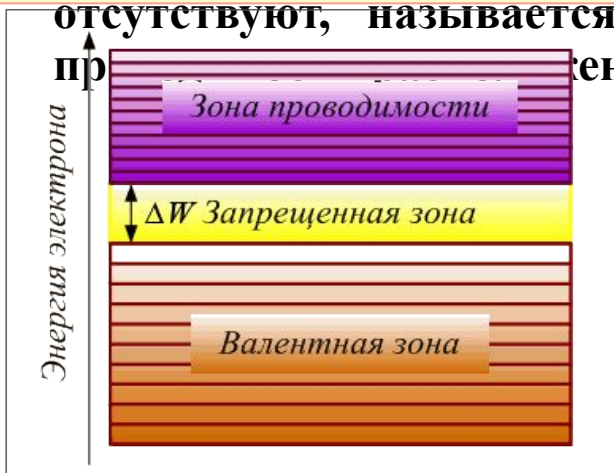 отсутствуют, называется
Зона проводимости
ΔW Запрещенная зона
Валентная зона
Энергия электрона